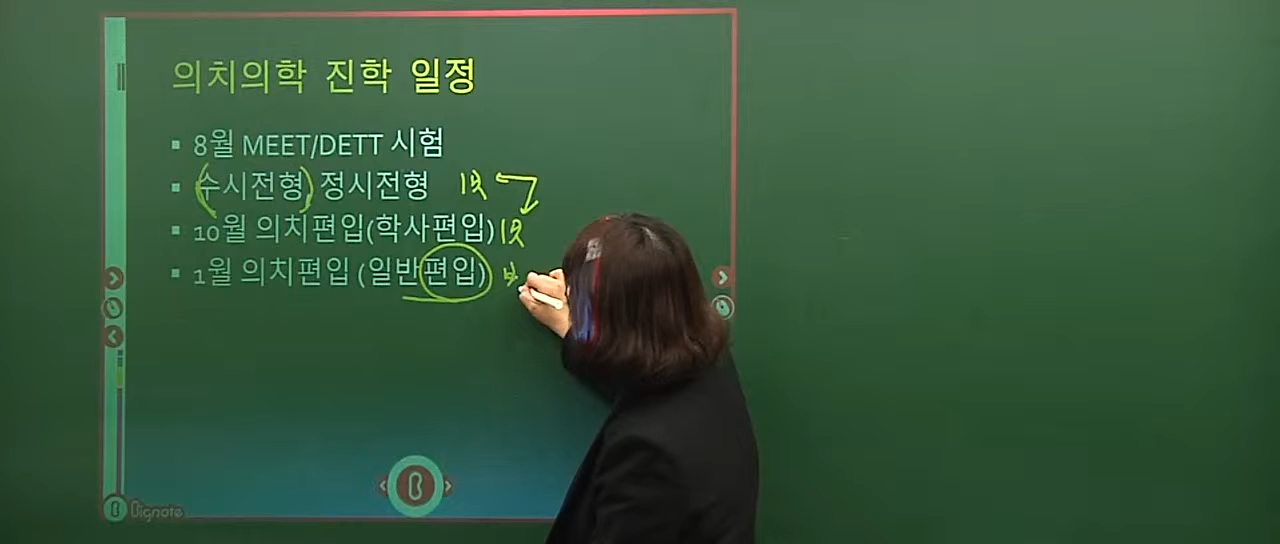 의치의학 진학 일정
8월 MEET/DETT 시험
수시전형, 정시전형
10월 의치편입(학사편입)
1월 의치편입 (일반편입)
Bignote